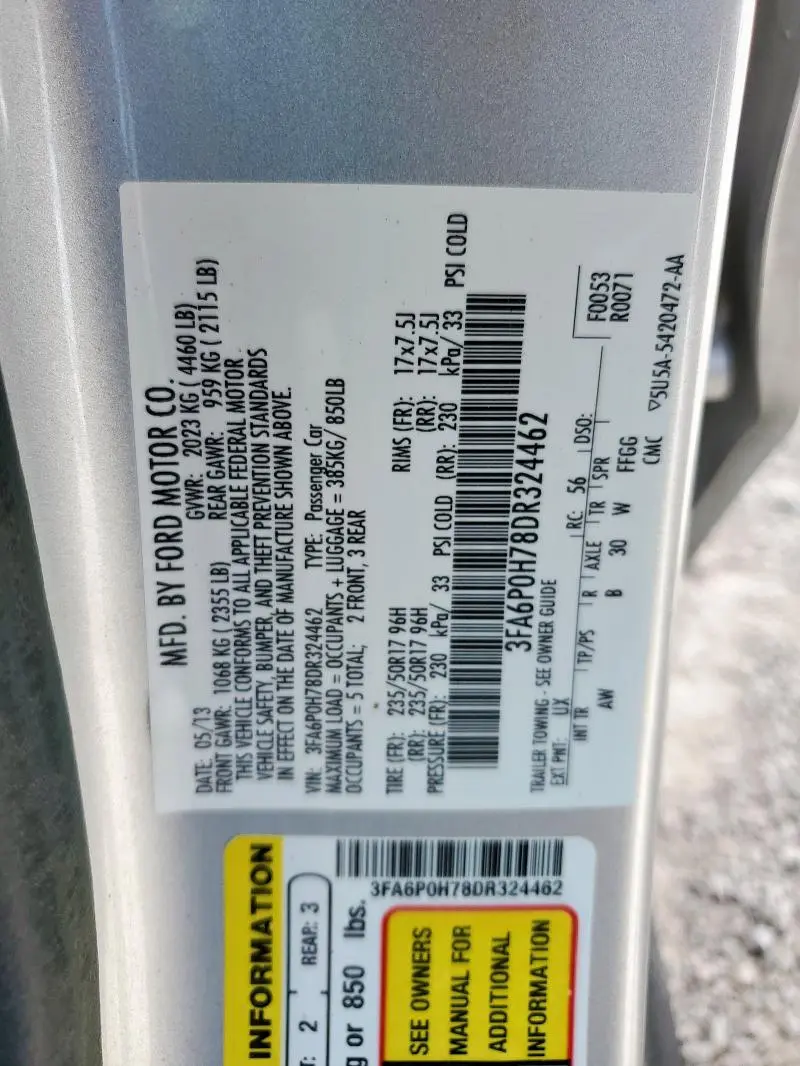 MFD. BY FORD MOTOR CO.
DATE: 05/13 GVWR: 2023 KG ( 4460 LB)
FRONT GAWR: 1068 KG ( 2355 LB) REAR GAWR: 959 KG ( 2115 LB)
THIS VEHICLE CONFORMS TO ALL APPLICABLE FEDERAL MOTOR
VEHICLE SAFETY, BUMPER, AND THEFT PREVENTION STANDARDS
IN EFFECT ON THE DATE OF MANUFACTURE SHOWN ABOVE.
VIN: 3FA6P0H78DR324462 TYPE: Passenger Car
MAXIMUM LOAD = OCCUPANTS + LUGGAGE = 385KG/ 850LB
OCCUPANTS = 5 TOTAL; 2 FRONT, 3 REAR
TIRE (FR): 235/50R17 96H RIMS (FR): 17x7.5J
(RR): 235/50R17 96H (RR): 17x7.5J
PRESSURE (FR): 230 kPa/ 33 PSI COLD (RR): 230 kPa/ 33 PSI COLD
3FA6P0H78DR324462
TRAILER TOWING - SEE OWNER GUIDE
EXT PNT: UX RC: 56 DSO: F0053
INT TR TP/PS R AXLE TR SPR R0071
AW B 30 W FFGG
CMC ▽5U5A-5420472-AA
INFORMATION
2 REAR: 3
3FA6P0H78DR324462
g or 850 lbs.
SEE OWNERS
MANUAL FOR
ADDITIONAL
INFORMATION